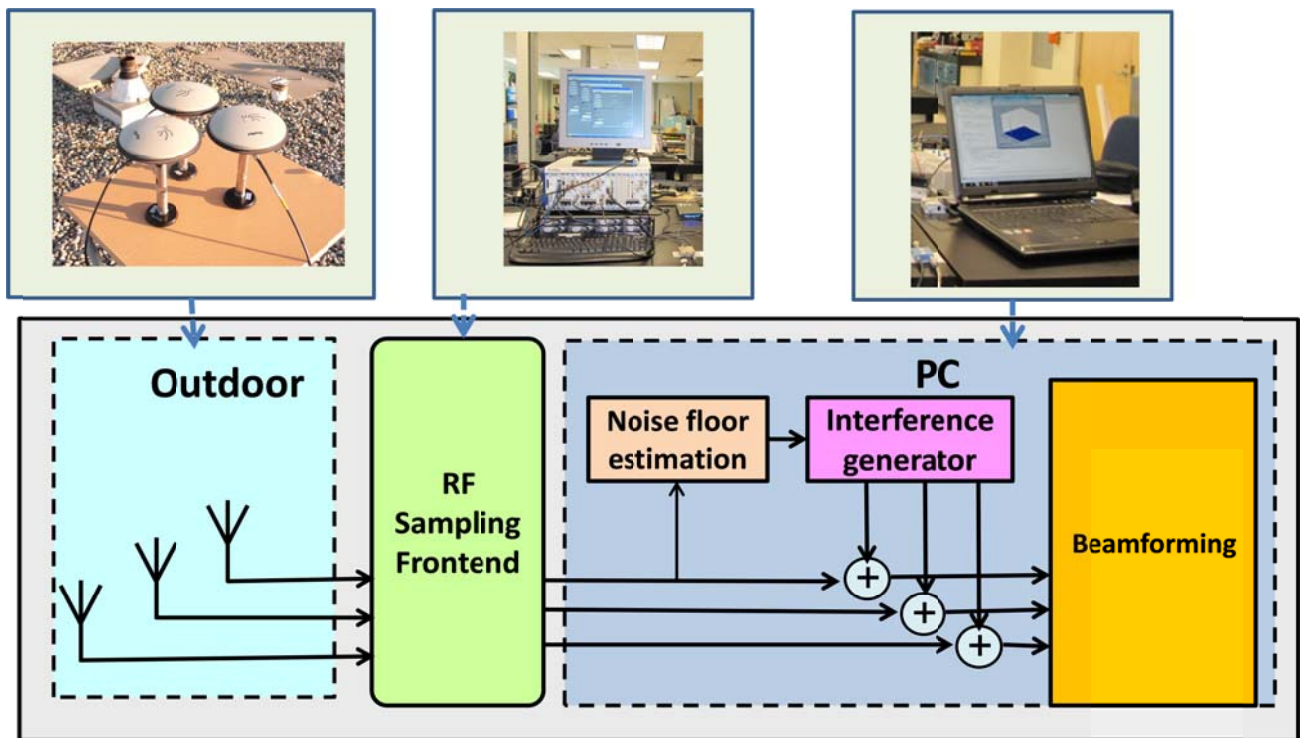 Outdoor
RF
Sampling
Frontend
PC
Noise floor
estimation
Interference
generator
+
+
+
Beamforming